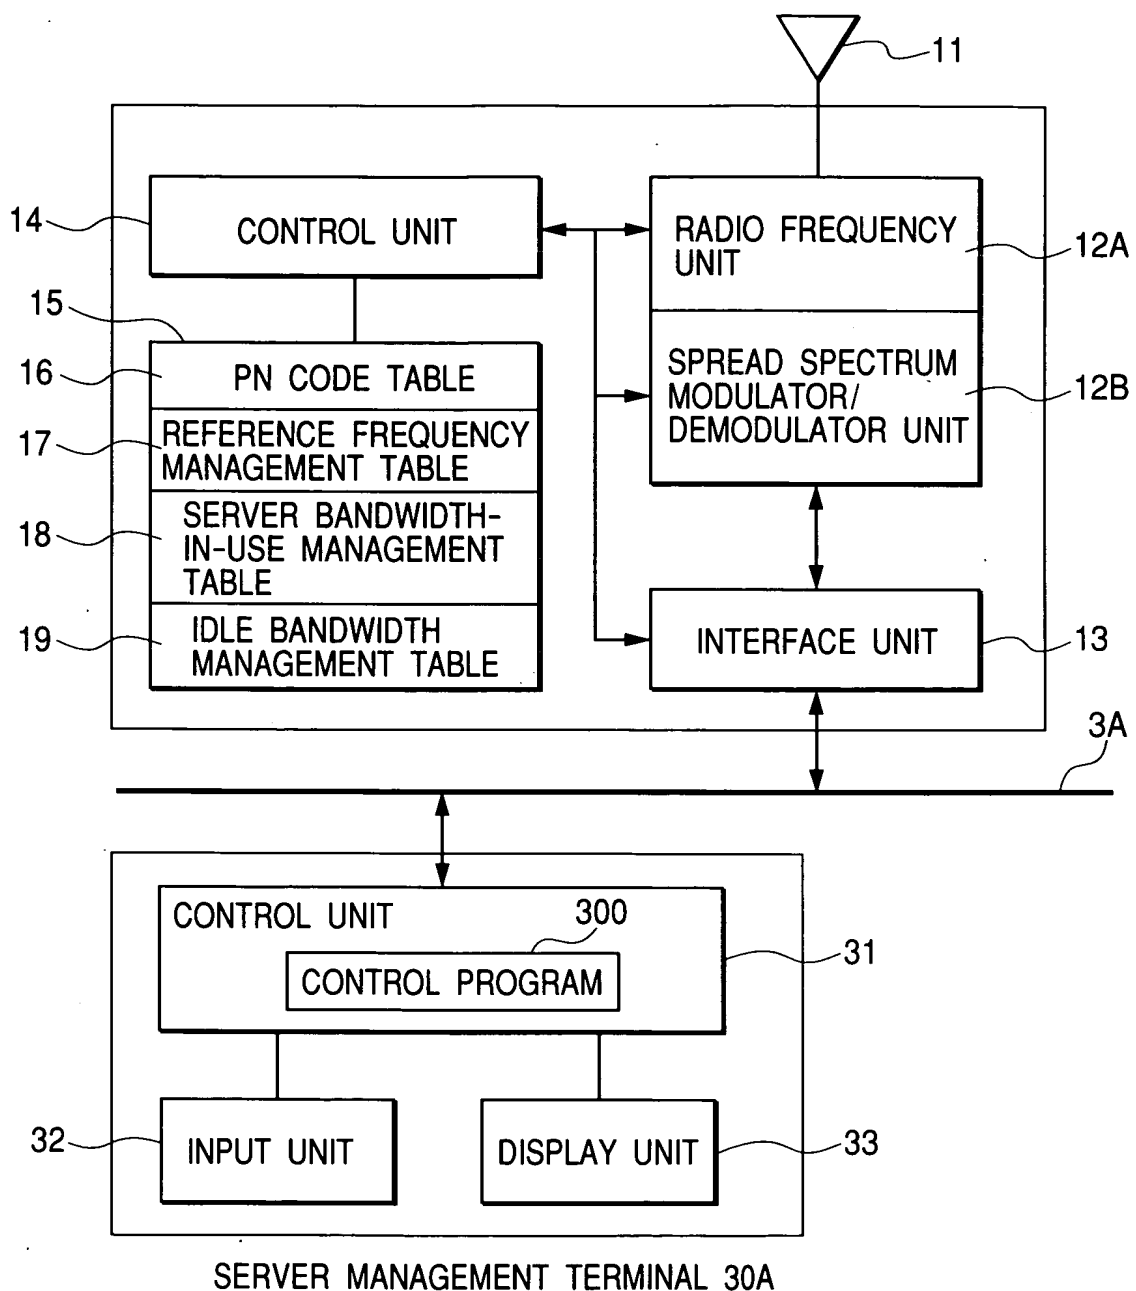 11
14
CONTROL UNIT
RADIO FREQUENCY
UNIT
12A
15
16
PN CODE TABLE
SPREAD SPECTRUM
MODULATOR/
DEMODULATOR UNIT
12B
17
REFERENCE FREQUENCY
MANAGEMENT TABLE
18
SERVER BANDWIDTH-
IN-USE MANAGEMENT
TABLE
19
IDLE BANDWIDTH
MANAGEMENT TABLE
INTERFACE UNIT
13
3A
CONTROL UNIT
300
CONTROL PROGRAM
31
32
INPUT UNIT
DISPLAY UNIT
33
SERVER MANAGEMENT TERMINAL 30A